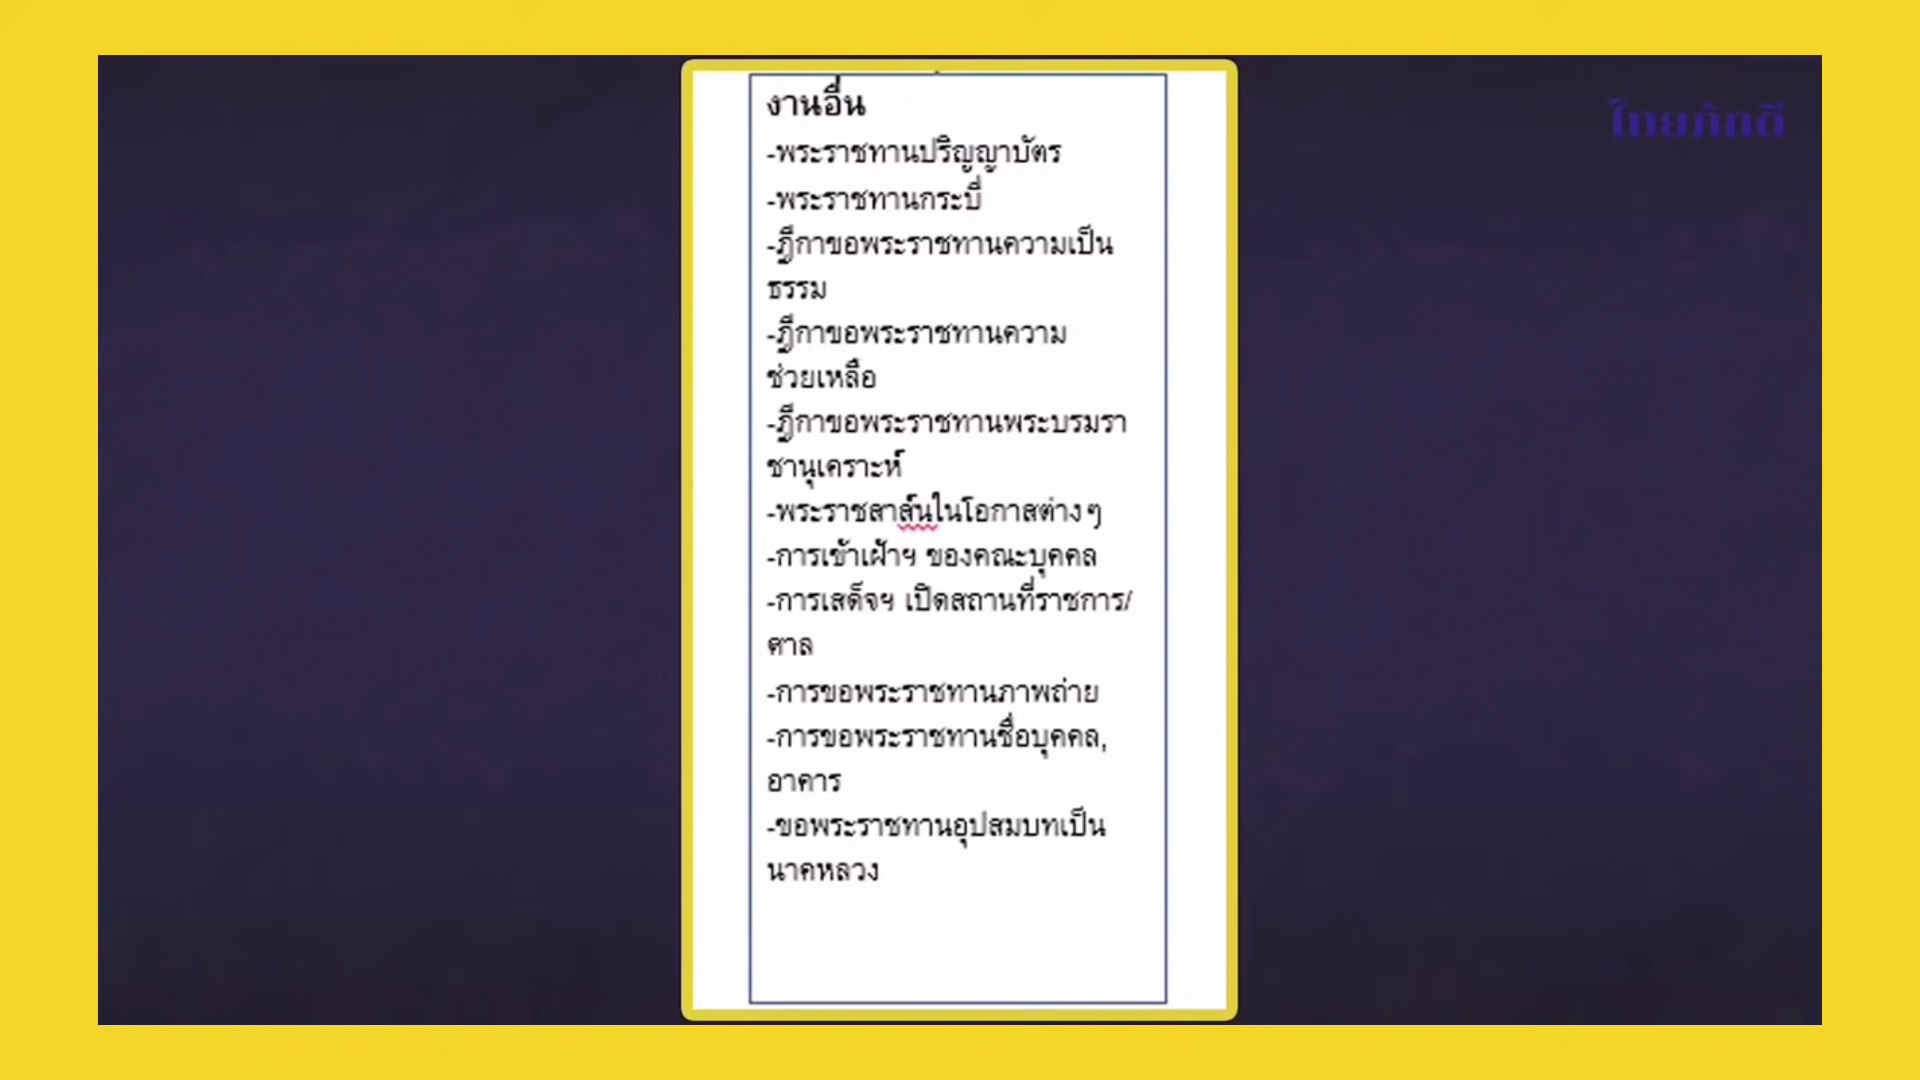 ไทยภักดี
งานอื่น
-พระราชทานปริญญาบัตร
-พระราชทานกระบี่
-ฎีกาขอพระราชทานความเป็น
ธรรม
-ฎีกาขอพระราชทานความ
ช่วยเหลือ
-ฎีกาขอพระราชทานพระบรมรา
ชานุเคราะห์
-พระราชสาส์นในโอกาสต่างๆ
-การเข้าเฝ้าฯ ของคณะบุคคล
-การเสด็จฯ เปิดสถานที่ราชการ/
ศาล
-การขอพระราชทานภาพถ่าย
-การขอพระราชทานชื่อบุคคล,
อาคาร
-ขอพระราชทานอุปสมบทเป็น
นาคหลวง